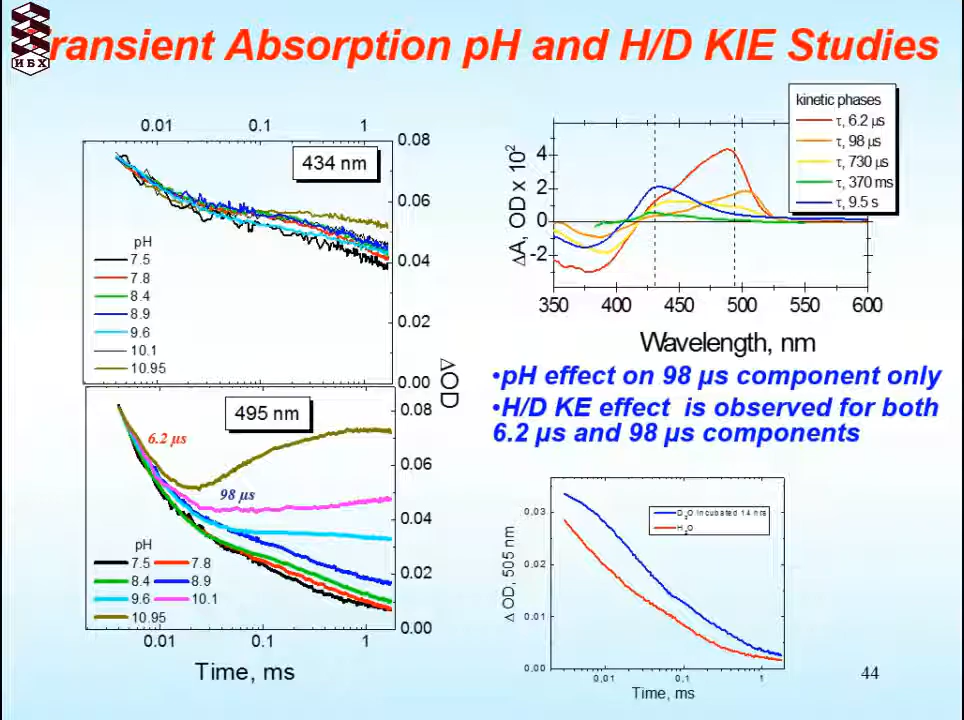 Transient Absorption pH and H/D KIE Studies
ИБХ
0.01 0.1 1
434 nm
0.08
0.06
0.04
0.02
0.00
pH
7.5
7.8
8.4
8.9
9.6
10.1
10.95
ΔOD
495 nm
6.2 μs
98 μs
0.08
0.06
0.04
0.02
0.00
pH
7.5 7.8
8.4 8.9
9.6 10.1
10.95
0.01 0.1 1
Time, ms
kinetic phases
τ, 6.2 μs
τ, 98 μs
τ, 730 μs
τ, 370 ms
τ, 9.5 s
ΔA, OD x 10²
4
2
0
-2
350 400 450 500 550 600
Wavelength, nm
•pH effect on 98 μs component only
•H/D KE effect is observed for both
6.2 μs and 98 μs components
D₂O incubated 14 hrs
H₂O
Δ OD, 505 nm
0,03
0,02
0,01
0,00
0,01 0,1 1
Time, ms
44